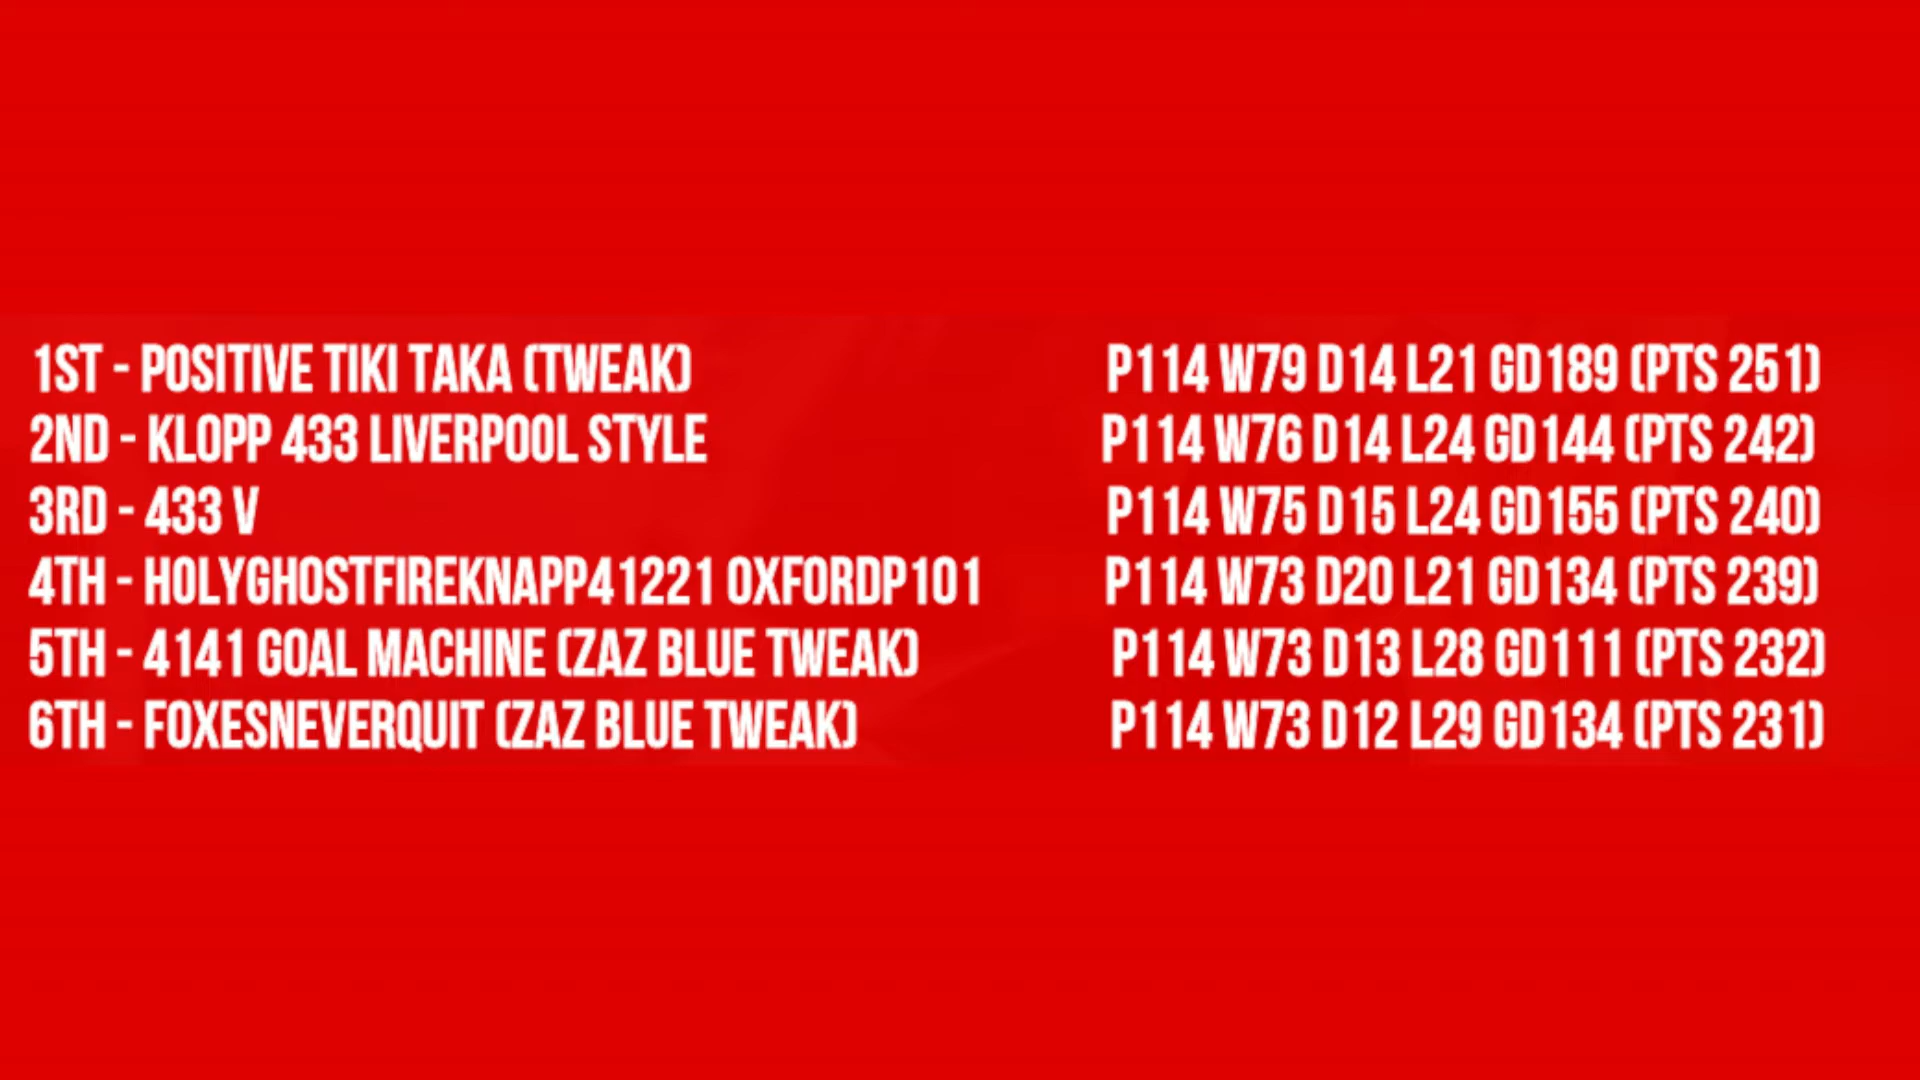 1ST - POSITIVE TIKI TAKA (TWEAK) P114 W79 D14 L21 GD189 (PTS 251)
2ND - KLOPP 433 LIVERPOOL STYLE P114 W76 D14 L24 GD144 (PTS 242)
3RD - 433 V P114 W75 D15 L24 GD155 (PTS 240)
4TH - HOLYGHOSTFIREKNAPP41221 OXFORDP101 P114 W73 D20 L21 GD134 (PTS 239)
5TH - 4141 GOAL MACHINE (ZAZ BLUE TWEAK) P114 W73 D13 L28 GD111 (PTS 232)
6TH - FOXESNEVERQUIT (ZAZ BLUE TWEAK) P114 W73 D12 L29 GD134 (PTS 231)